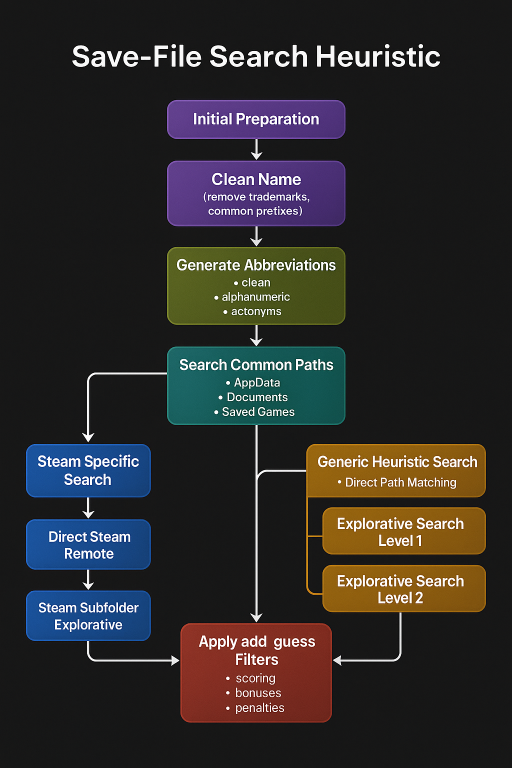 Save-File Search Heuristic
Initial Preparation
Clean Name
(remove trademarks,
common pretixes)
Generate Abbreviations
• clean
• alphanumeric
• actonyms
Search Common Paths
• AppData
• Documents
• Saved Games
Steam Specific
Search
Direct Steam
Remote
Steam Subfolder
Explorative
Generic Heuristic Search
• Direct Path Matching
Explorative Search
Level 1
Explorative Search
Level 2
Apply add guess
Filters
• scoring
• bonuses
• penalties